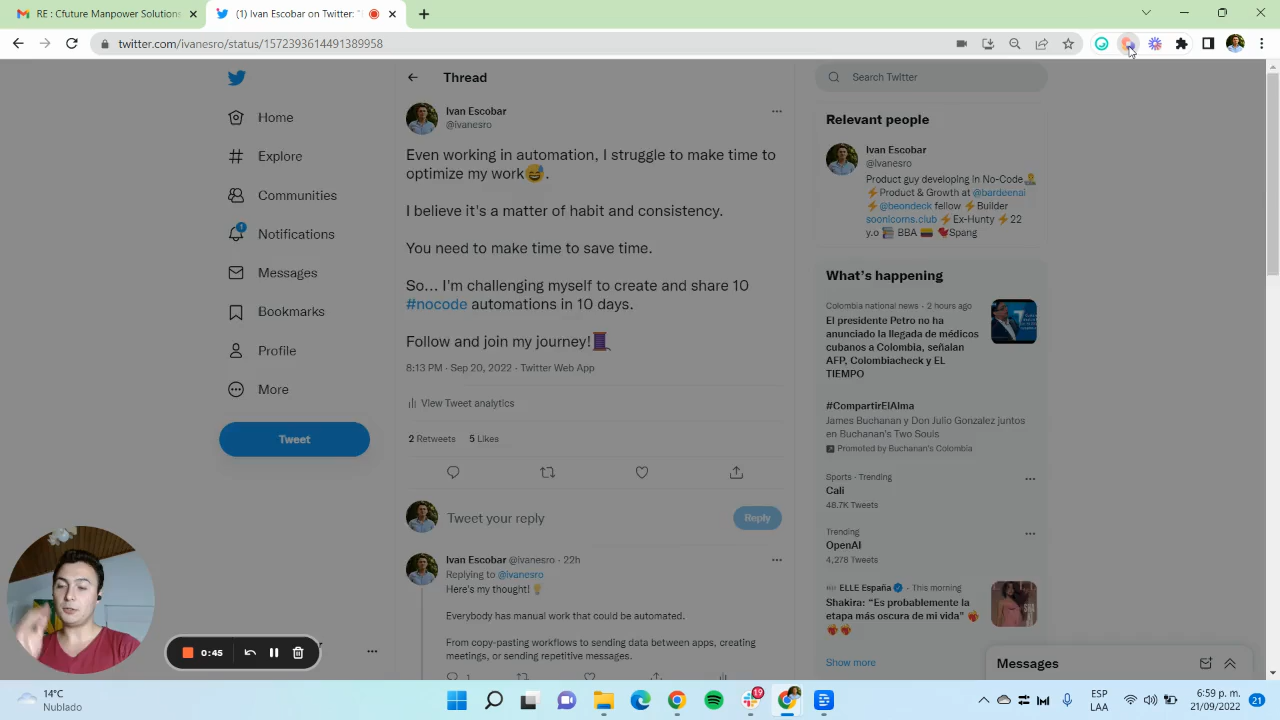 RE : Cfuture Manpower Solutions
(1) Ivan Escobar on Twitter: "
twitter.com/ivanesro/status/1572393614491389958
Home
Explore
Communities
1
Notifications
Messages
Bookmarks
Profile
More
Tweet
Thread
Ivan Escobar
@ivanesro
Even working in automation, I struggle to make time to
optimize my work😅.
I believe it's a matter of habit and consistency.
You need to make time to save time.
So... I'm challenging myself to create and share 10
#nocode automations in 10 days.
Follow and join my journey!🧵
8:13 PM · Sep 20, 2022 · Twitter Web App
View Tweet analytics
2 Retweets 5 Likes
Tweet your reply
Reply
Ivan Escobar @ivanesro · 22h
Replying to @ivanesro
Here's my thought!💡
Everybody has manual work that could be automated.
From copy-pasting workflows to sending data between apps, creating
meetings, or sending repetitive messages.
1
Search Twitter
Relevant people
Ivan Escobar
@ivanesro
Product guy developing in No-Code
⚡Product & Growth at @bardeenai
⚡@beondeck fellow ⚡Builder
soonicorns.club ⚡Ex-Hunty ⚡22
y.o BBA 🇨🇴 Spang
What's happening
Colombia national news · 2 hours ago
El presidente Petro no ha
anunciado la llegada de médicos
cubanos a Colombia, señalan
AFP, Colombiacheck y EL
TIEMPO
#CompartirElAlma
James Buchanan y Don Julio Gonzalez juntos
en Buchanan's Two Souls
Promoted by Buchanan's Colombia
Sports · Trending
Cali
48.7K Tweets
Trending
OpenAI
4,278 Tweets
ELLE España · This morning
Shakira: "Es probablemente la
etapa más oscura de mi vida" ❤️‍🔥
❤️‍🔥❤️‍🔥
Show more
Messages
0:45
14°C
Nublado
19
ESP
LAA
6:59 p. m.
21/09/2022
21